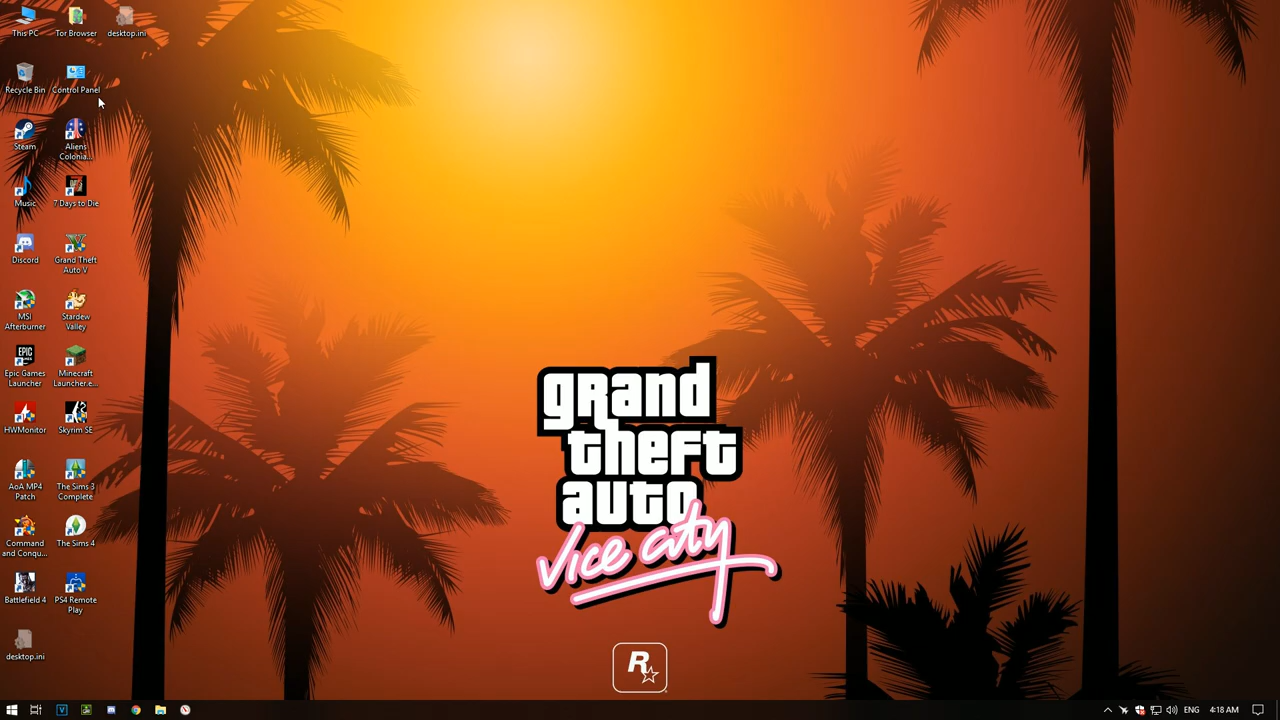 This PC
Tor Browser
desktop.ini
Recycle Bin
Control Panel
Steam
Aliens
Colonia...
Music
7 Days to Die
Discord
Grand Theft
Auto V
MSI
Afterburner
Stardew
Valley
EPIC
GAMES
Epic Games
Launcher
Minecraft
Launcher.e...
HWMonitor
Skyrim SE
AoA MP4
Patch
The Sims 3
Complete
Command
and Conqu...
The Sims 4
Battlefield 4
PS4 Remote
Play
desktop.ini
grand
theft
auto
Vice City
R
ENG
4:18 AM